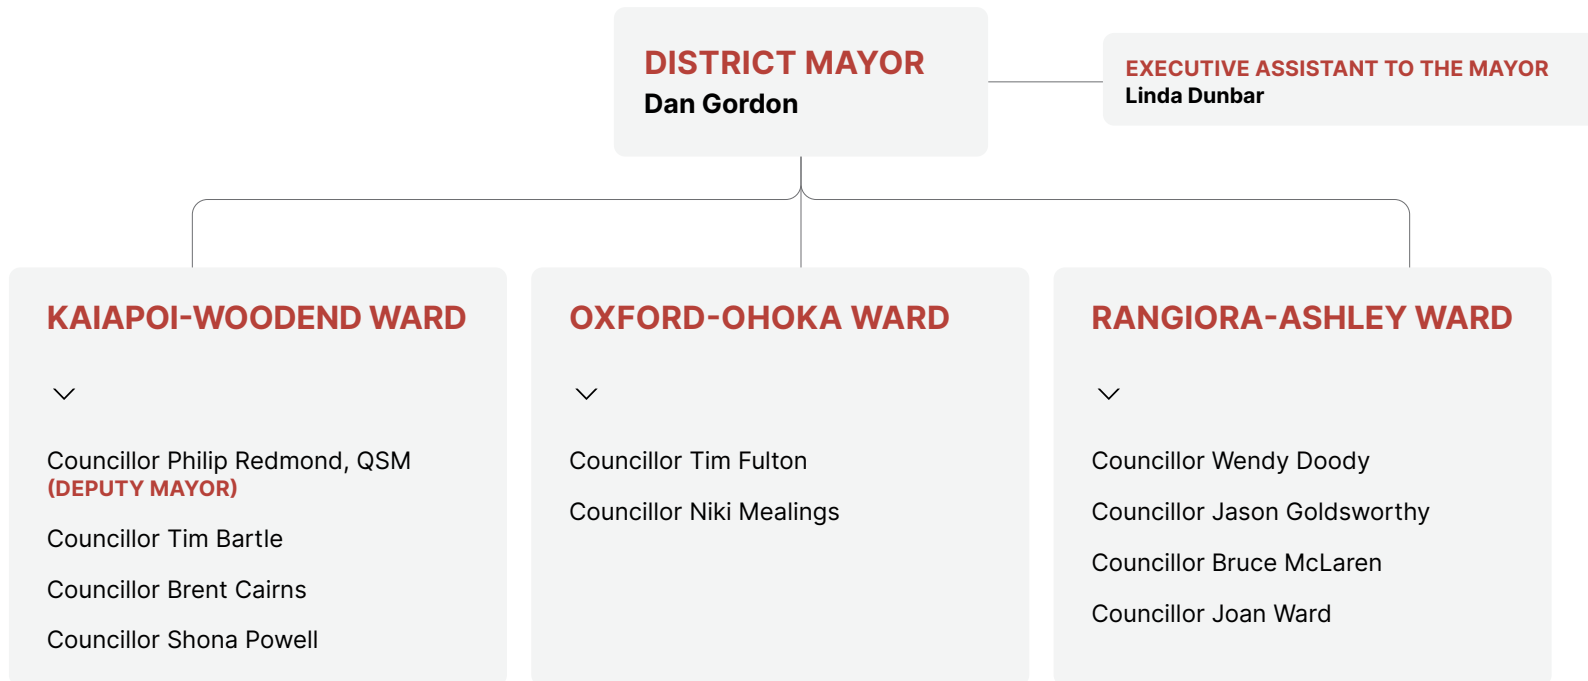 DISTRICT MAYOR
Dan Gordon
EXECUTIVE ASSISTANT TO THE MAYOR
Linda Dunbar
KAIAPOI-WOODEND WARD
Councillor Philip Redmond, QSM
(DEPUTY MAYOR)
Councillor Tim Bartle
Councillor Brent Cairns
Councillor Shona Powell
OXFORD-OHOKA WARD
Councillor Tim Fulton
Councillor Niki Mealings
RANGIORA-ASHLEY WARD
Councillor Wendy Doody
Councillor Jason Goldsworthy
Councillor Bruce McLaren
Councillor Joan Ward